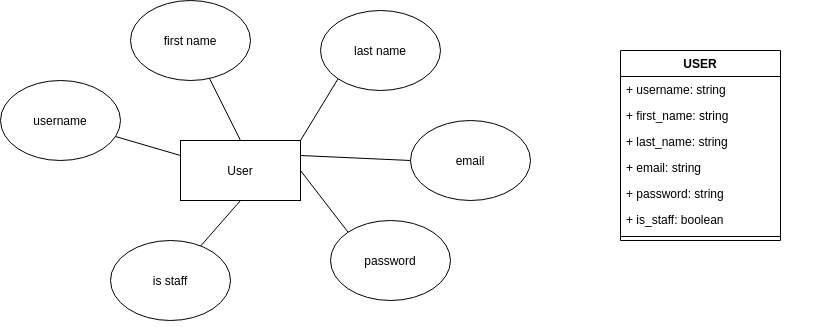 first name
last name
username
email
User
password
is staff
USER
+ username: string
+ first_name: string
+ last_name: string
+ email: string
+ password: string
+ is_staff: boolean